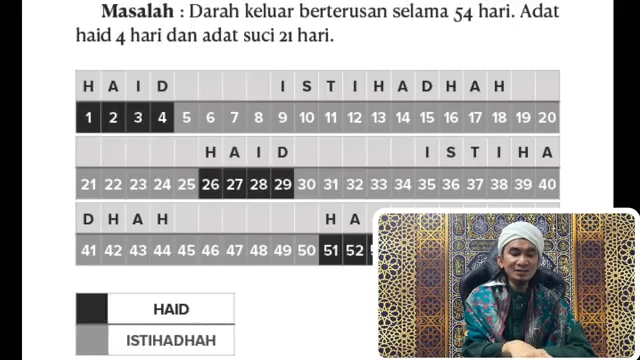 Masalah : Darah keluar berterusan selama 54 hari. Adat
haid 4 hari dan adat suci 21 hari.
H A I D I S T I H A D H A H
1 2 3 4 5 6 7 8 9 10 11 12 13 14 15 16 17 18 19 20
H A I D I S T I H A
21 22 23 24 25 26 27 28 29 30 31 32 33 34 35 36 37 38 39 40
D H A H H A
41 42 43 44 45 46 47 48 49 50 51 52
HAID
ISTIHADHAH